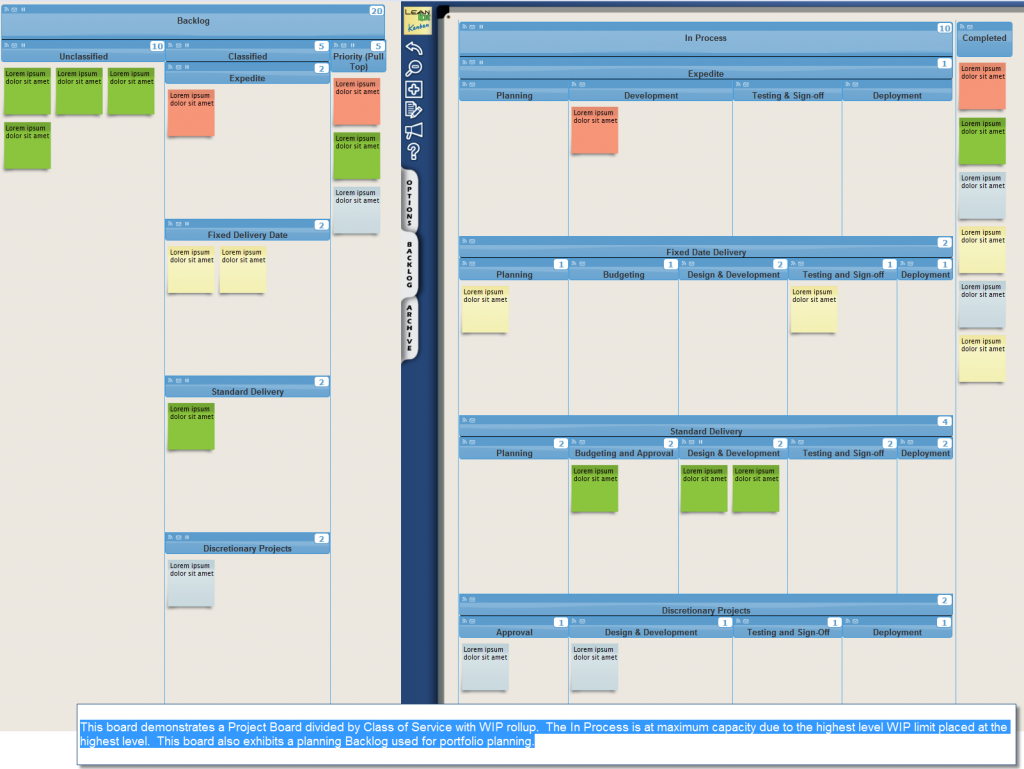 Backlog
20
Unclassified
10
Classified
5
Priority (Pull
Top)
5
Lorem ipsum
dolor sit amet
Lorem ipsum
dolor sit amet
Lorem ipsum
dolor sit amet
Lorem ipsum
dolor sit amet
Expedite
2
Lorem ipsum
dolor sit amet
Fixed Delivery Date
2
Lorem ipsum
dolor sit amet
Lorem ipsum
dolor sit amet
Standard Delivery
2
Lorem ipsum
dolor sit amet
Discretionary Projects
2
Lorem ipsum
dolor sit amet
Lorem ipsum
dolor sit amet
Lorem ipsum
dolor sit amet
Lorem ipsum
dolor sit amet
LEAN
Kanban
?
OPTIONS
BACKLOG
ARCHIVE
In Process
10
Expedite
1
Planning
Development
Testing & Sign-off
Deployment
Lorem ipsum
dolor sit amet
Fixed Date Delivery
2
Planning
1
Budgeting
1
Design & Development
2
Testing and Sign-off
1
Deployment
1
Lorem ipsum
dolor sit amet
Lorem ipsum
dolor sit amet
Standard Delivery
4
Planning
2
Budgeting and Approval
2
Design & Development
2
Testing and Sign-off
2
Deployment
2
Lorem ipsum
dolor sit amet
Lorem ipsum
dolor sit amet
Lorem ipsum
dolor sit amet
Discretionary Projects
2
Approval
1
Design & Development
1
Testing and Sign-Off
1
Deployment
1
Lorem ipsum
dolor sit amet
Lorem ipsum
dolor sit amet
Completed
Lorem ipsum
dolor sit amet
Lorem ipsum
dolor sit amet
Lorem ipsum
dolor sit amet
Lorem ipsum
dolor sit amet
Lorem ipsum
dolor sit amet
Lorem ipsum
dolor sit amet
This board demonstrates a Project Board divided by Class of Service with WIP rollup.  The In Process is at maximum capacity due to the highest level WIP limit placed at the
highest level.  This board also exhibits a planning Backlog used for portfolio planning.